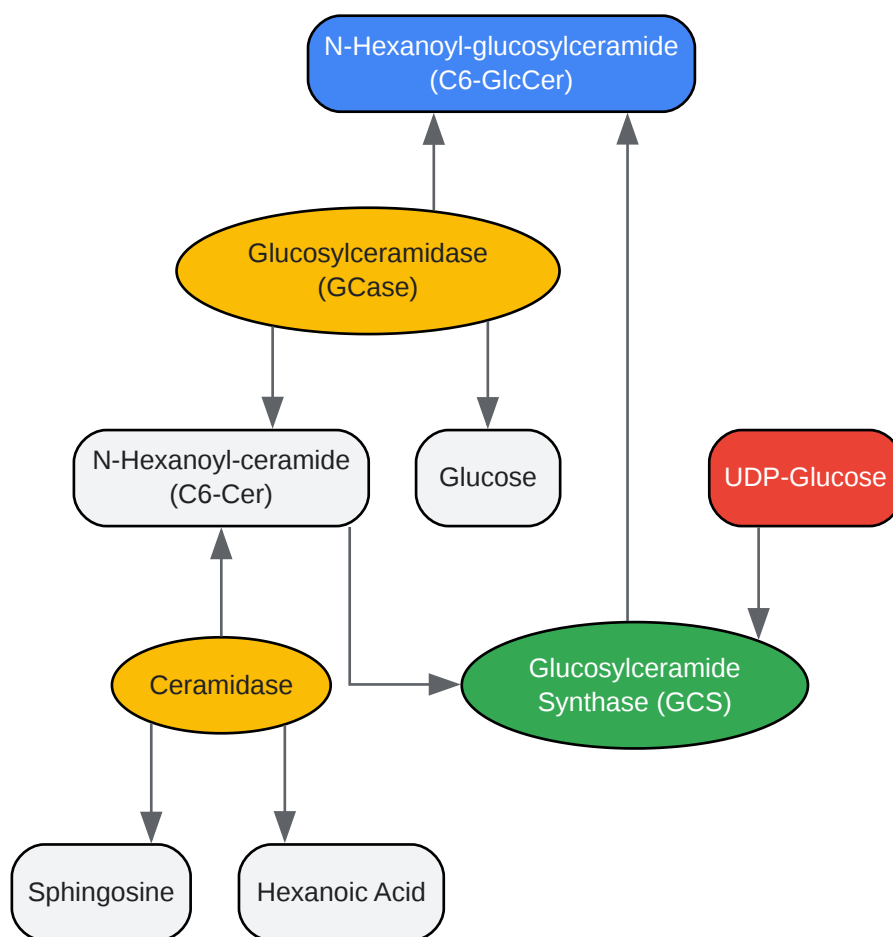 N-Hexanoyl-glucosylceramide
(C6-GlcCer)
Glucosylceramidase
(GCase)
N-Hexanoyl-ceramide
(C6-Cer)
Glucose
UDP-Glucose
Ceramidase
Glucosylceramide
Synthase (GCS)
Sphingosine
Hexanoic Acid